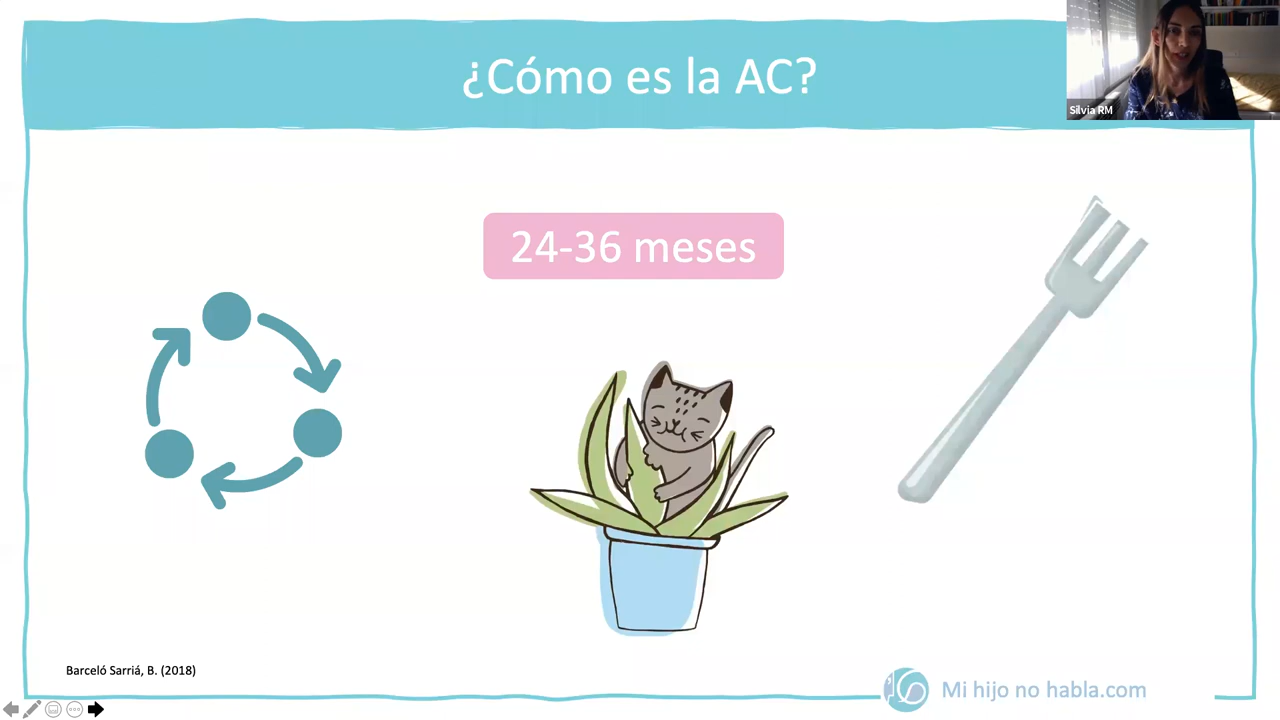 ¿Cómo es la AC?
Silvia RM
24-36 meses
Barceló Sarriá, B. (2018)
Mi hijo no habla.com